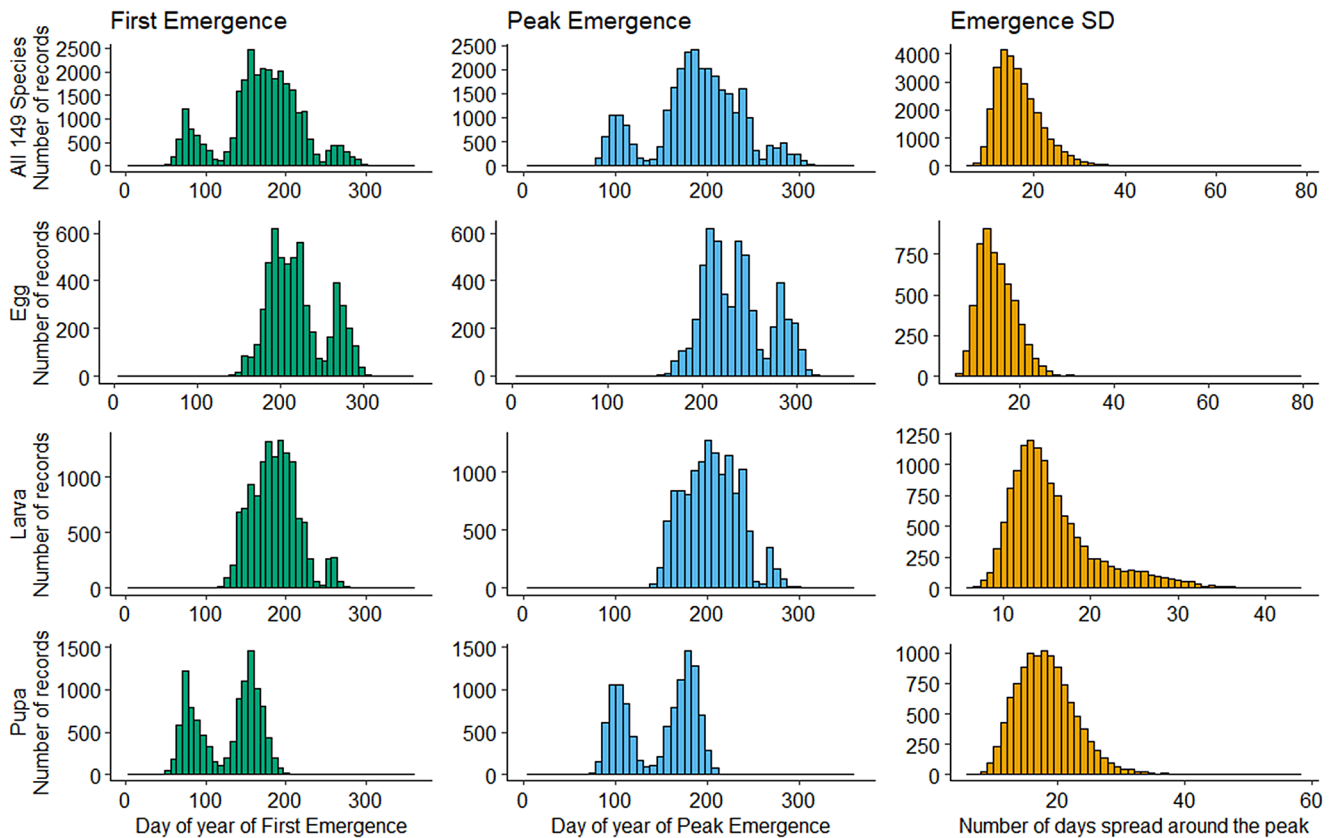 First Emergence Peak Emergence Emergence SD
All 149 Species
Number of records
2500
2000
1500
1000
500
0
0 100 200 300
2500
2000
1500
1000
500
0
0 100 200 300
4000
3000
2000
1000
0
20 40 60 80
Egg
Number of records
600
400
200
0
0 100 200 300
600
400
200
0
0 100 200 300
750
500
250
0
20 40 60 80
Larva
Number of records
1000
500
0
0 100 200 300
1000
500
0
0 100 200 300
1250
1000
750
500
250
0
10 20 30 40
Pupa
Number of records
1500
1000
500
0
0 100 200 300
Day of year of First Emergence
1500
1000
500
0
0 100 200 300
Day of year of Peak Emergence
1000
750
500
250
0
20 40 60
Number of days spread around the peak